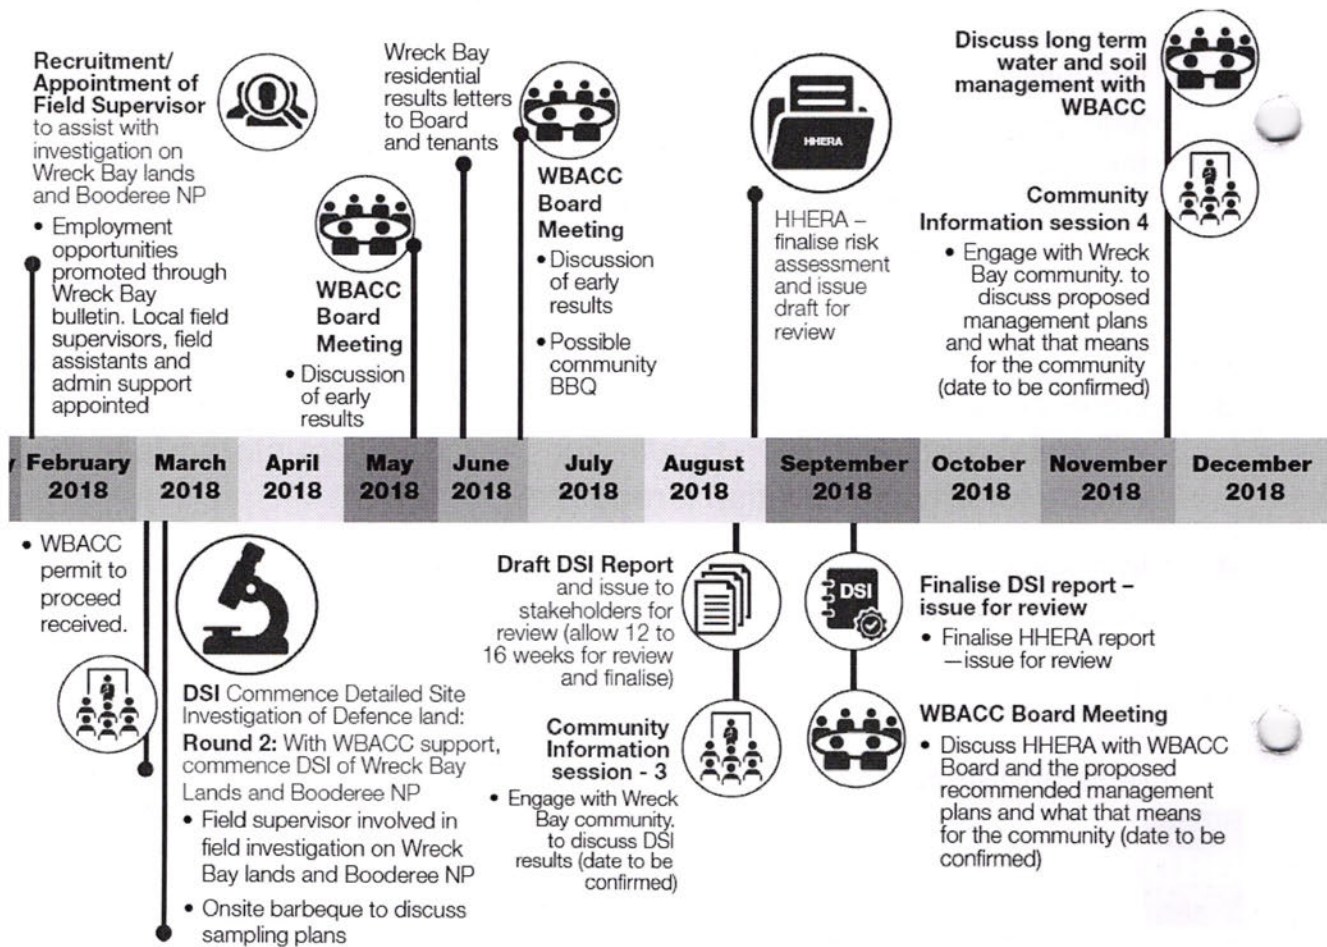 Recruitment/
Appointment of
Field Supervisor
to assist with
investigation on
Wreck Bay lands
and Booderee NP
• Employment
opportunities
promoted through
Wreck Bay
bulletin. Local field
supervisors, field
assistants and
admin support
appointed
WBACC
Board
Meeting
• Discussion
of early
results
Wreck Bay
residential
results letters
to Board
and tenants
WBACC
Board
Meeting
• Discussion
of early
results
• Possible
community
BBQ
HHERA
HHERA –
finalise risk
assessment
and issue
draft for
review
Discuss long term
water and soil
management with
WBACC
Community
Information session 4
• Engage with Wreck
Bay community. to
discuss proposed
management plans
and what that means
for the community
(date to be confirmed)
y
February
2018
March
2018
April
2018
May
2018
June
2018
July
2018
August
2018
September
2018
October
2018
November
2018
December
2018
• WBACC
permit to
proceed
received.
DSI Commence Detailed Site
Investigation of Defence land:
Round 2: With WBACC support,
commence DSI of Wreck Bay
Lands and Booderee NP
• Field supervisor involved in
field investigation on Wreck
Bay lands and Booderee NP
• Onsite barbeque to discuss
sampling plans
Draft DSI Report
and issue to
stakeholders for
review (allow 12 to
16 weeks for review
and finalise)
Community
Information
session - 3
• Engage with Wreck
Bay community.
to discuss DSI
results (date to be
confirmed)
DSI
Finalise DSI report –
issue for review
• Finalise HHERA report
—issue for review
WBACC Board Meeting
• Discuss HHERA with WBACC
Board and the proposed
recommended management
plans and what that means
for the community (date to be
confirmed)